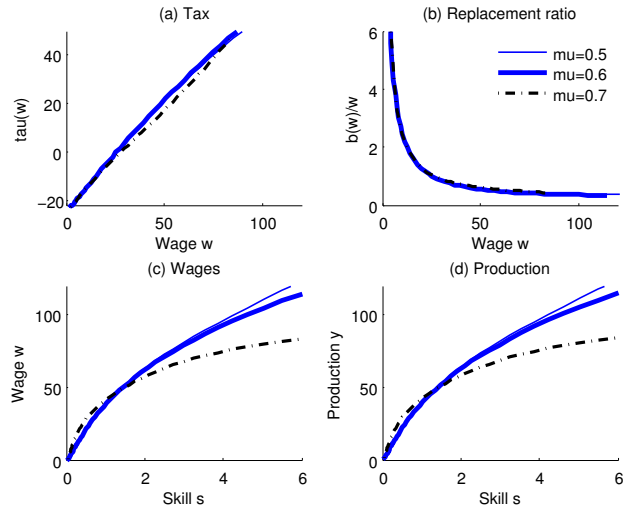 (a) Tax
40
20
0
−20
tau(w)
0
50
100
Wage w
(b) Replacement ratio
mu=0.5
mu=0.6
mu=0.7
6
4
2
0
b(w)/w
0
50
100
Wage w
(c) Wages
100
50
0
Wage w
0
2
4
6
Skill s
(d) Production
100
50
0
Production y
0
2
4
6
Skill s